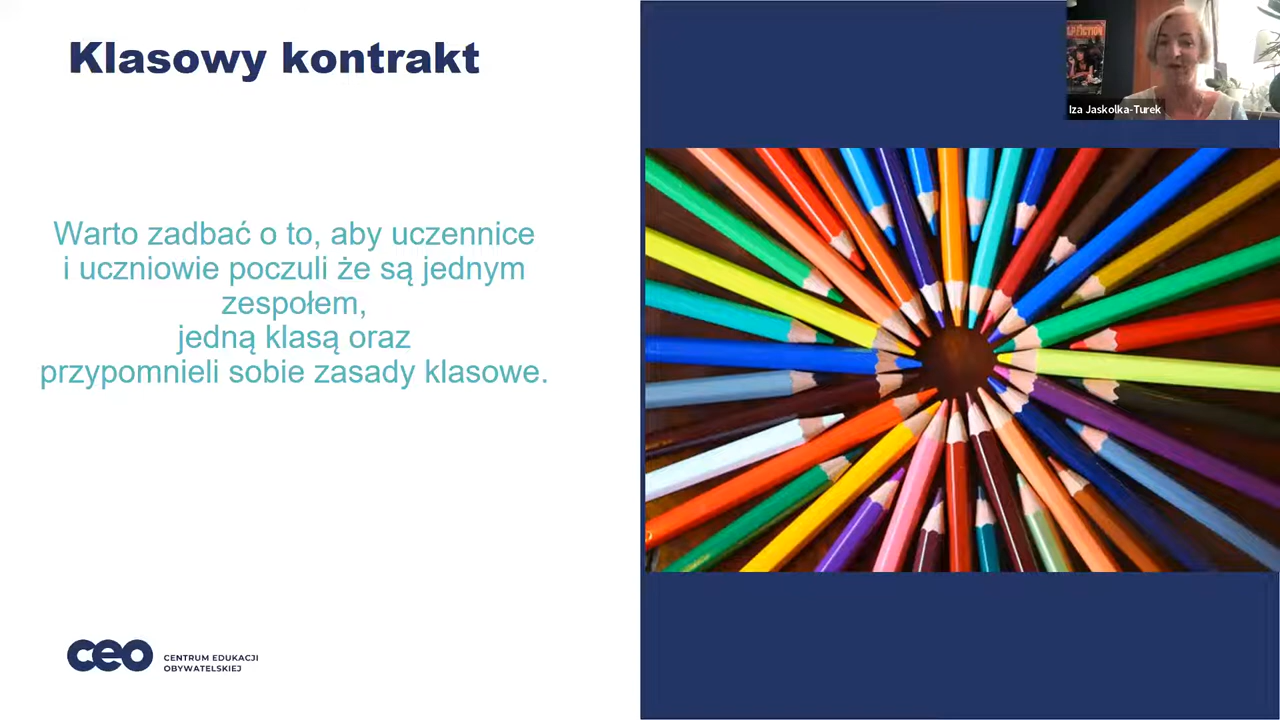 Klasowy kontrakt
Warto zadbać o to, aby uczennice
i uczniowie poczuli że są jednym
zespołem,
jedną klasą oraz
przypomnieli sobie zasady klasowe.
ceo CENTRUM EDUKACJI
OBYWATELSKIEJ
FICTION
Iza Jaskolka-Turek